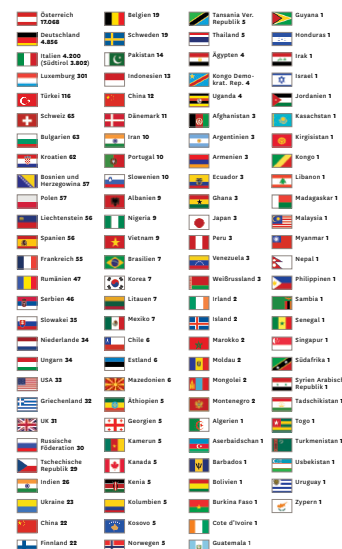 Österreich
17.068
Deutschland
4.856
Italien 4.200
(Südtirol 3.802)
Luxemburg 301
Türkei 116
Schweiz 65
Bulgarien 63
Kroatien 62
Bosnien und
Herzegowina 57
Polen 57
Liechtenstein 56
Spanien 56
Frankreich 55
Rumänien 47
Serbien 46
Slowakei 35
Niederlande 34
Ungarn 34
USA 33
Griechenland 32
UK 31
Russische
Föderation 30
Tschechische
Republik 29
Indien 26
Ukraine 23
China 22
Finnland 22
Belgien 19
Schweden 19
Pakistan 14
Indonesien 13
China 12
Dänemark 11
Iran 10
Portugal 10
Slowenien 10
Albanien 9
Nigeria 9
Vietnam 9
Brasilien 7
Korea 7
Litauen 7
Mexiko 7
Chile 6
Estland 6
Mazedonien 6
Äthiopien 5
Georgien 5
Kamerun 5
Kanada 5
Kenia 5
Kolumbien 5
Kosovo 5
Norwegen 5
Tansania Ver.
Republik 5
Thailand 5
Ägypten 4
Kongo Demo-
krat. Rep. 4
Uganda 4
Afghanistan 3
Argentinien 3
Armenien 3
Ecuador 3
Ghana 3
Japan 3
Peru 3
Venezuela 3
Weißrussland 3
Irland 2
Island 2
Marokko 2
Moldau 2
Mongolei 2
Montenegro 2
Algerien 1
Aserbaidschan 1
Barbados 1
Bolivien 1
Burkina Faso 1
Cote d'Ivoire 1
Guatemala 1
Guyana 1
Honduras 1
Irak 1
Israel 1
Jordanien 1
Kasachstan 1
Kirgisistan 1
Kongo 1
Libanon 1
Madagaskar 1
Malaysia 1
Myanmar 1
Nepal 1
Philippinen 1
Sambia 1
Senegal 1
Singapur 1
Südafrika 1
Syrien Arabisch
Republik 1
Tadschikistan 1
Togo 1
Turkmenistan 1
Usbekistan 1
Uruguay 1
Zypern 1